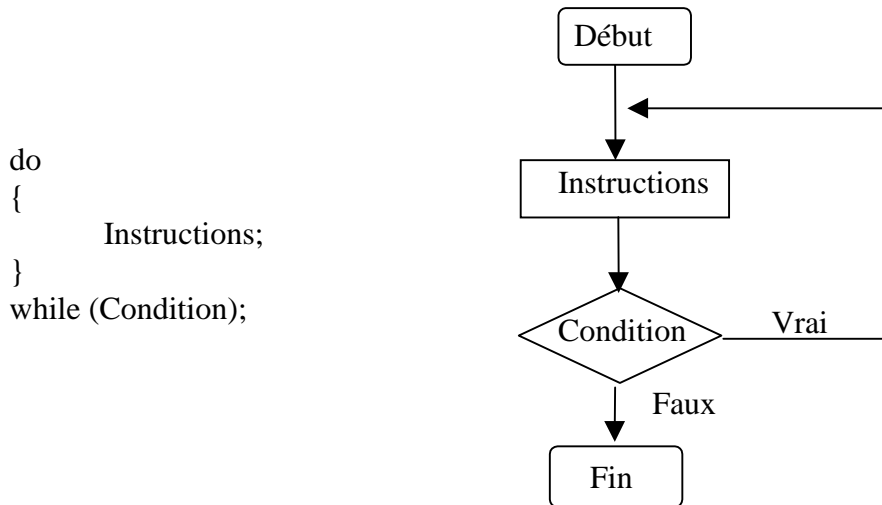 do
{
Instructions;
}
while (Condition);
Début
Instructions
Condition
Vrai
Faux
Fin